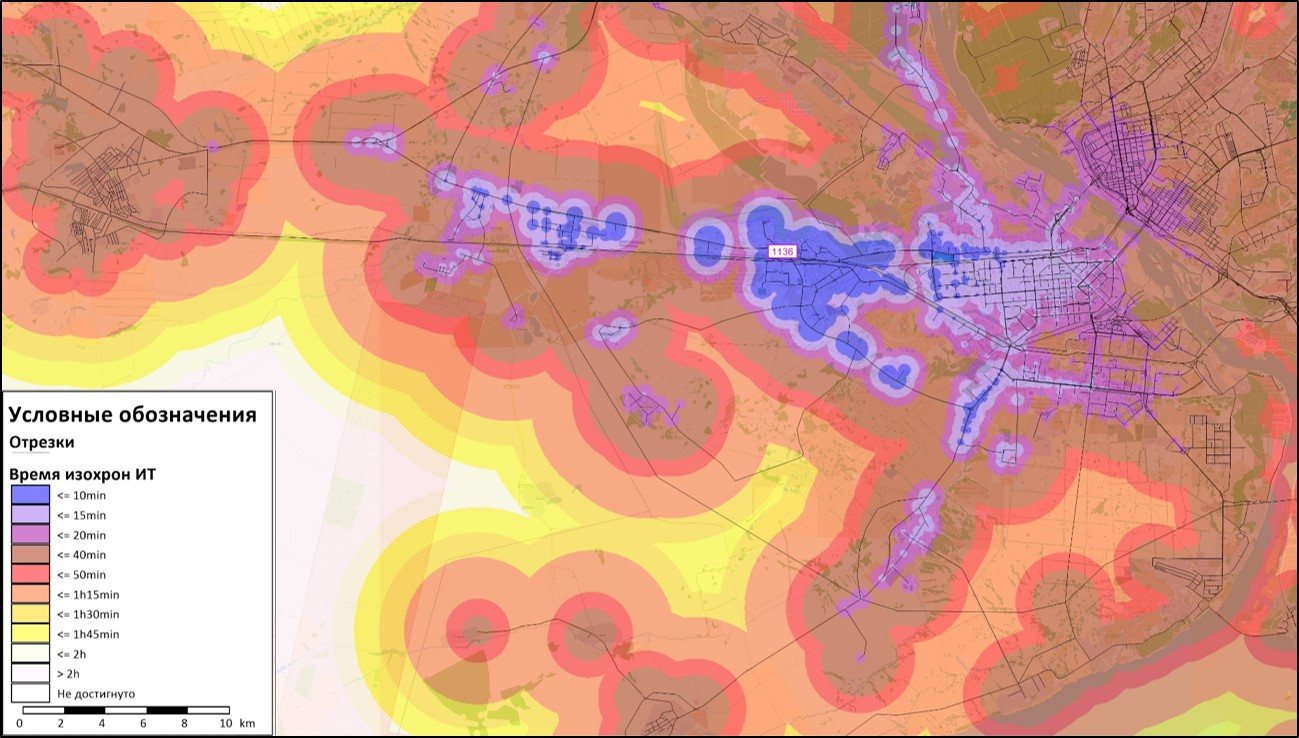 1136
Условные обозначения
Отрезки
Время изохрон ИТ
<= 10min
<= 15min
<= 20min
<= 40min
<= 50min
<= 1h15min
<= 1h30min
<= 1h45min
<= 2h
> 2h
Не достигнуто
0 2 4 6 8 10 km